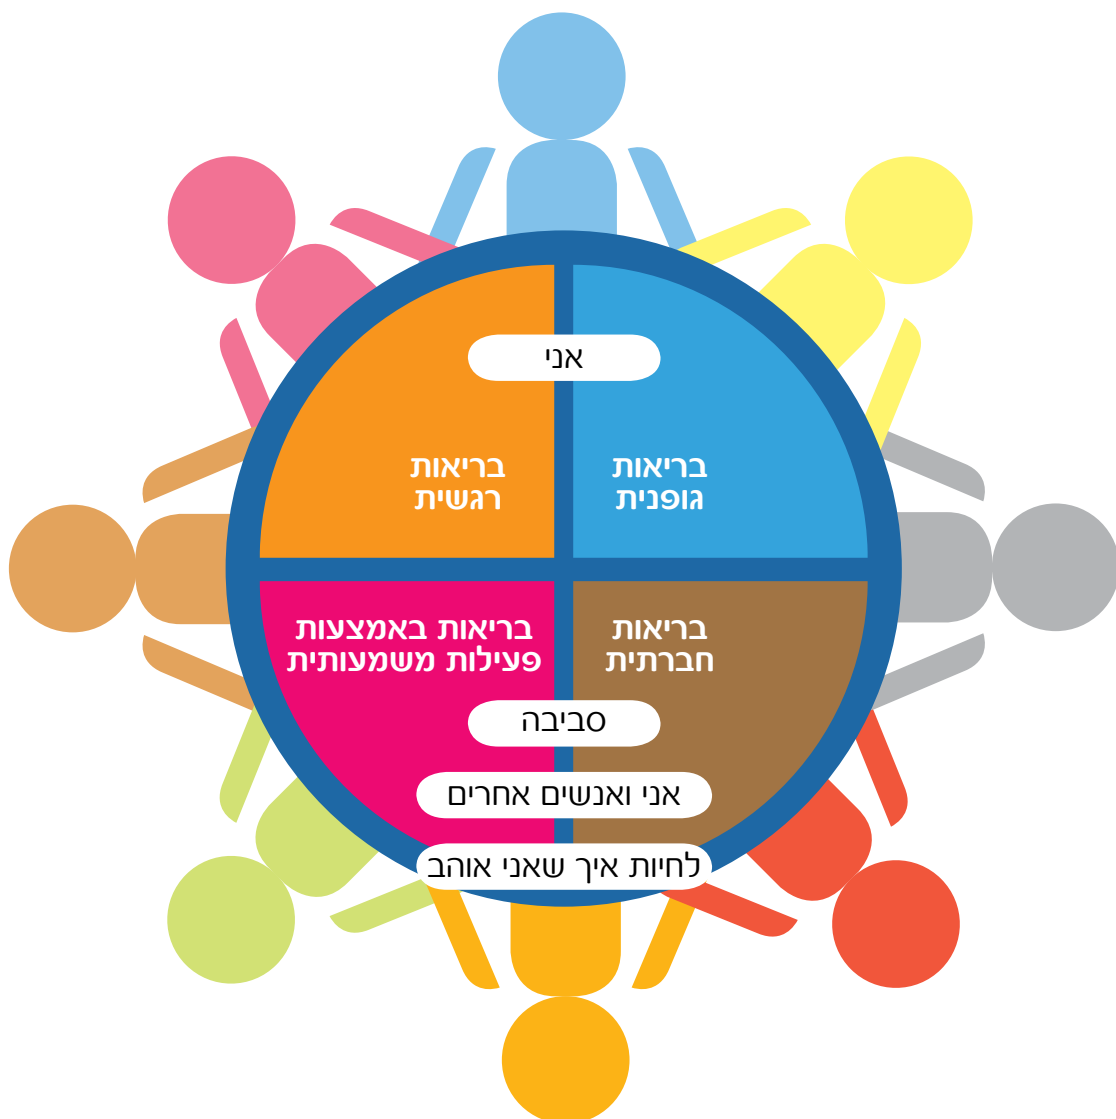 אני
בריאות
גופנית
בריאות
רגשית
בריאות
חברתית
בריאות באמצעות
פעילות משמעותית
סביבה
אני ואנשים אחרים
לחיות איך שאני אוהב